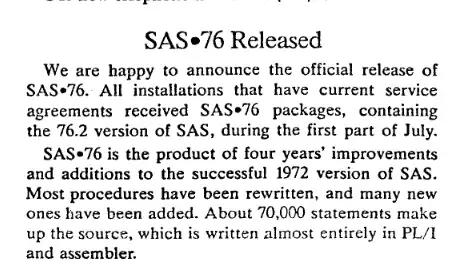 SAS•76 Released
We are happy to announce the official release of
SAS•76. All installations that have current service
agreements received SAS•76 packages, containing
the 76.2 version of SAS, during the first part of July.
SAS•76 is the product of four years' improvements
and additions to the successful 1972 version of SAS.
Most procedures have been rewritten, and many new
ones have been added. About 70,000 statements make
up the source, which is written almost entirely in PL/I
and assembler.